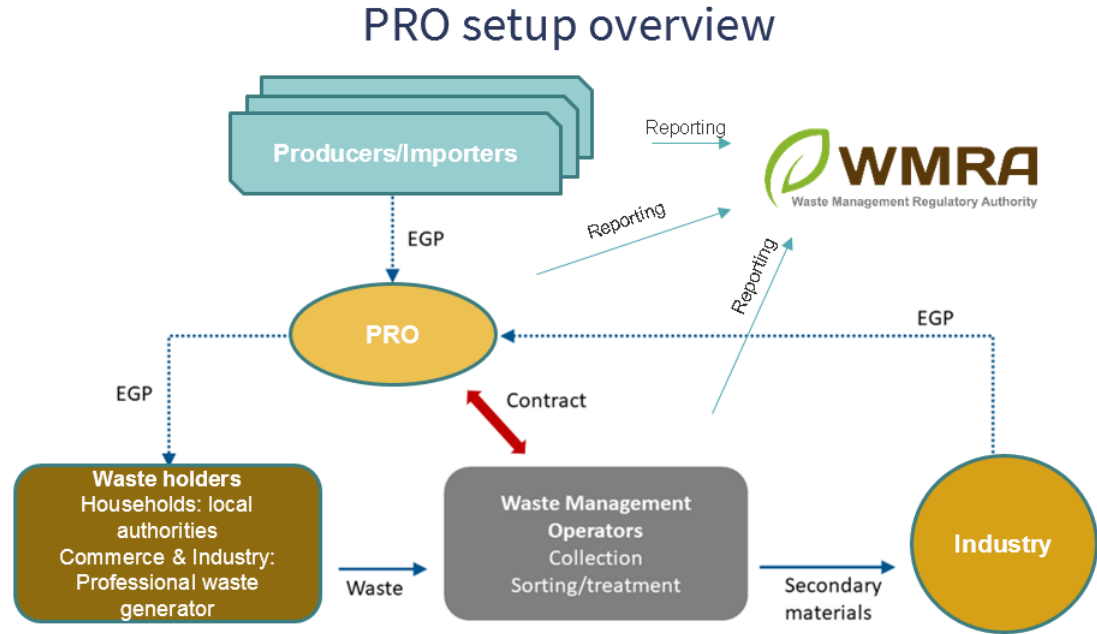 PRO setup overview
Producers/Importers
Reporting
WMRA
Waste Management Regulatory Authority
Reporting
EGP
Reporting
PRO
EGP
EGP
Contract
Waste holders
Households: local
authorities
Commerce & Industry:
Professional waste
generator
Waste
Waste Management
Operators
Collection
Sorting/treatment
Secondary
materials
Industry